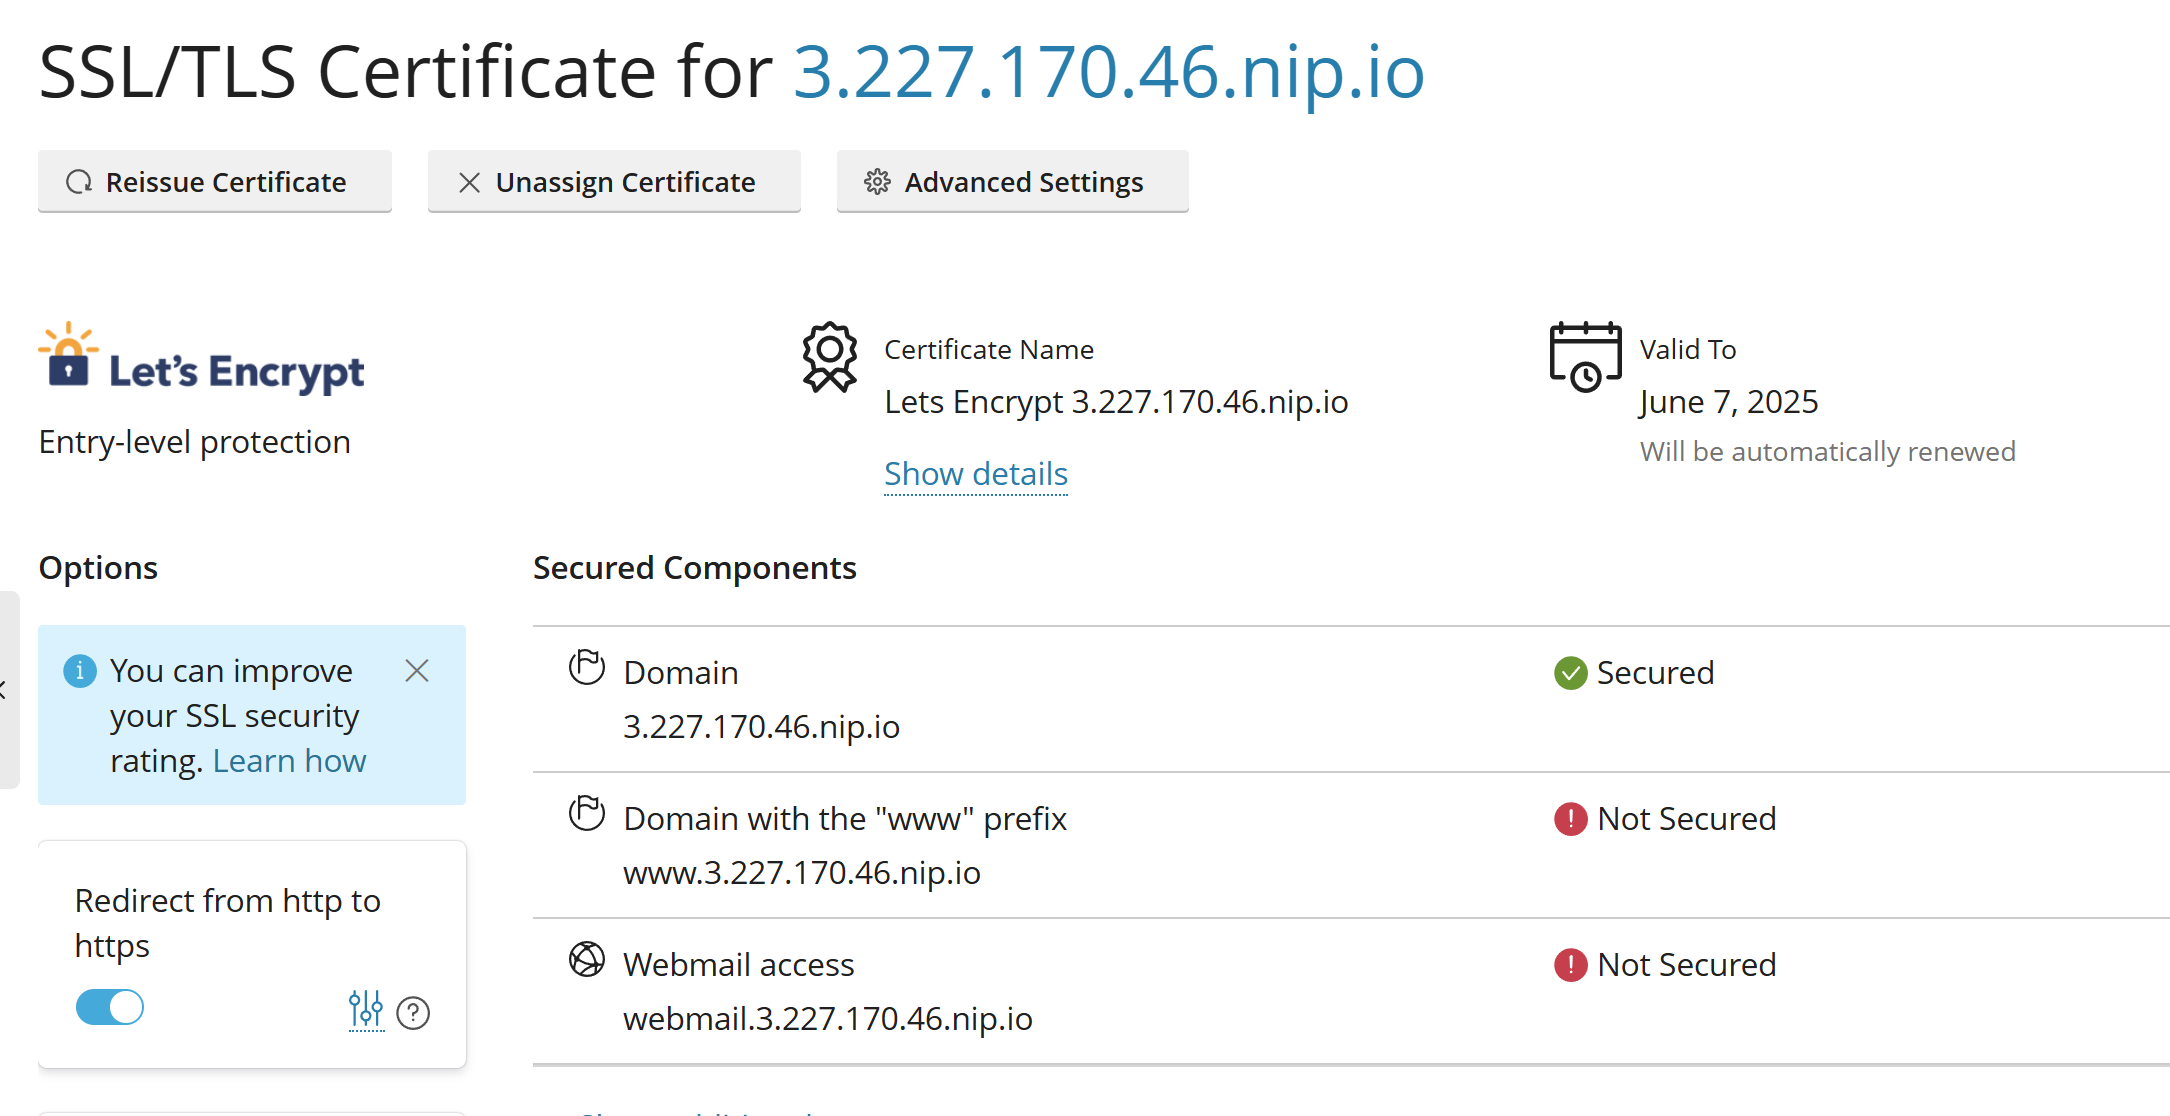 SSL/TLS Certificate for 3.227.170.46.nip.io
Reissue Certificate
Unassign Certificate
Advanced Settings
Let's Encrypt
Entry-level protection
Certificate Name
Lets Encrypt 3.227.170.46.nip.io
Show details
Valid To
June 7, 2025
Will be automatically renewed
Options
You can improve
your SSL security
rating. Learn how
Redirect from http to
https
Secured Components
Domain
3.227.170.46.nip.io
Secured
Domain with the "www" prefix
www.3.227.170.46.nip.io
Not Secured
Webmail access
webmail.3.227.170.46.nip.io
Not Secured